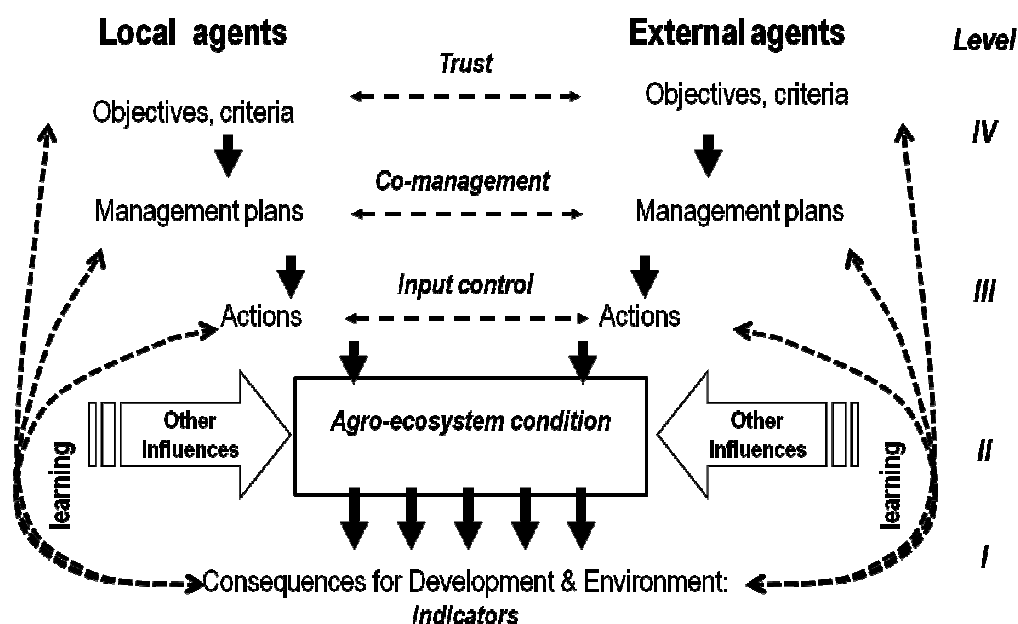 Local agents
External agents
Level
Trust
Objectives, criteria
Objectives, criteria
IV
Co-management
Management plans
Management plans
Input control
III
Actions
Actions
Other
Influences
Agro-ecosystem condition
Other
Influences
II
learning
learning
I
Consequences for Development & Environment:
Indicators